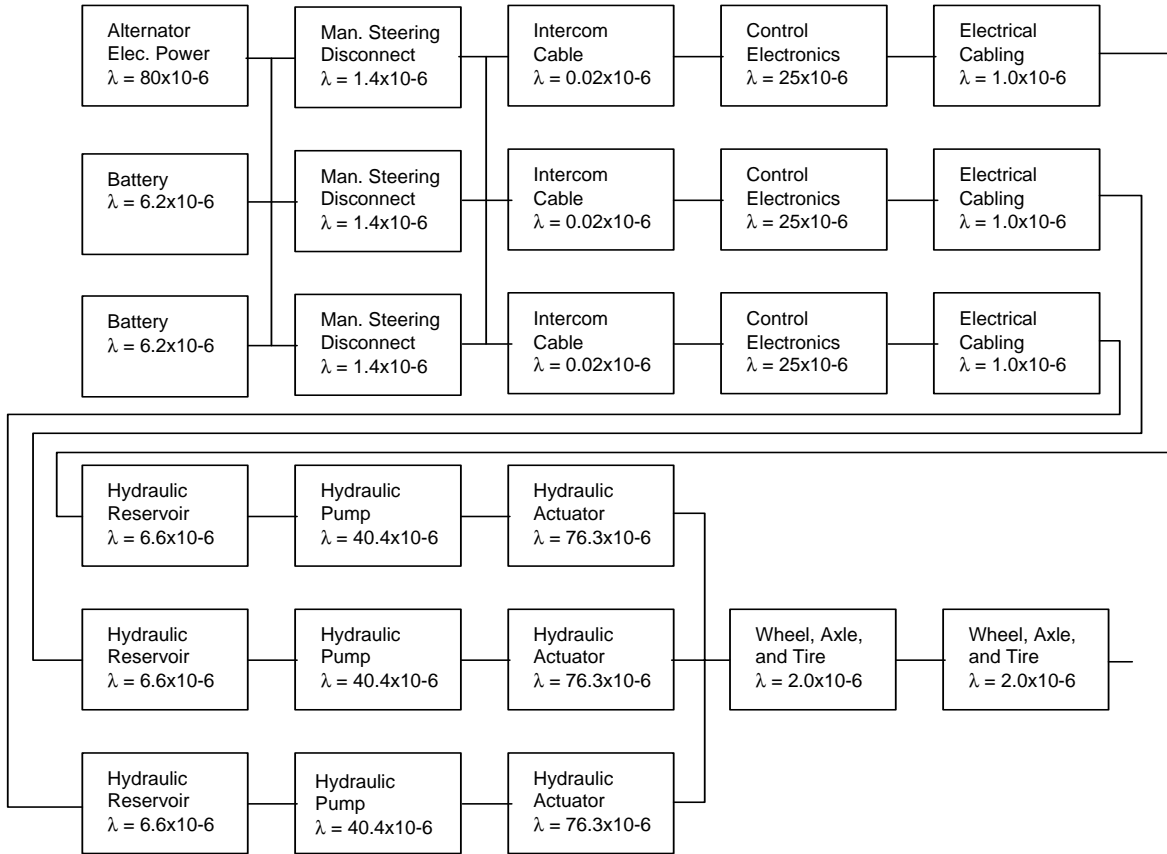 Alternator
Elec. Power
λ = 80x10-6
Man. Steering
Disconnect
λ = 1.4x10-6
Intercom
Cable
λ = 0.02x10-6
Control
Electronics
λ = 25x10-6
Electrical
Cabling
λ = 1.0x10-6
Battery
λ = 6.2x10-6
Man. Steering
Disconnect
λ = 1.4x10-6
Intercom
Cable
λ = 0.02x10-6
Control
Electronics
λ = 25x10-6
Electrical
Cabling
λ = 1.0x10-6
Battery
λ = 6.2x10-6
Man. Steering
Disconnect
λ = 1.4x10-6
Intercom
Cable
λ = 0.02x10-6
Control
Electronics
λ = 25x10-6
Electrical
Cabling
λ = 1.0x10-6
Hydraulic
Reservoir
λ = 6.6x10-6
Hydraulic
Pump
λ = 40.4x10-6
Hydraulic
Actuator
λ = 76.3x10-6
Hydraulic
Reservoir
λ = 6.6x10-6
Hydraulic
Pump
λ = 40.4x10-6
Hydraulic
Actuator
λ = 76.3x10-6
Wheel, Axle,
and Tire
λ = 2.0x10-6
Wheel, Axle,
and Tire
λ = 2.0x10-6
Hydraulic
Reservoir
λ = 6.6x10-6
Hydraulic
Pump
λ = 40.4x10-6
Hydraulic
Actuator
λ = 76.3x10-6